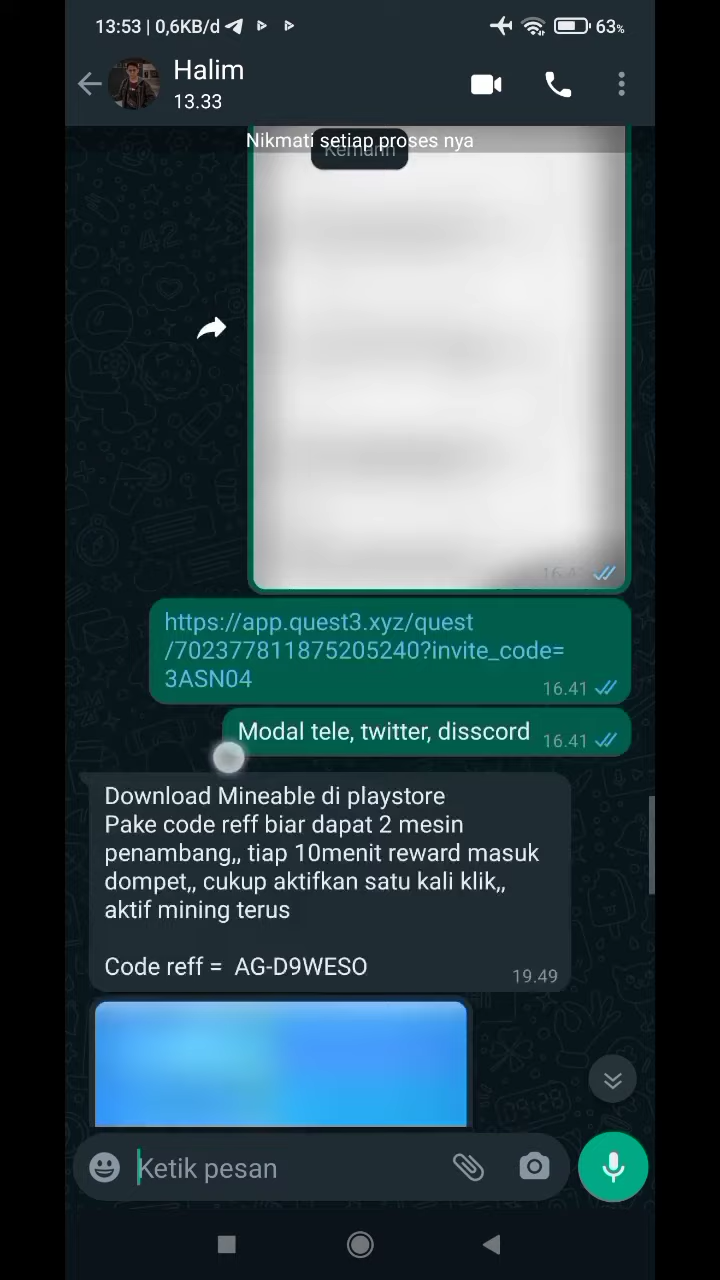 13:53 | 0,6KB/d
63%
Halim
13.33
Nikmati setiap proses nya
Kemarin
https://app.quest3.xyz/quest
/702377811875205240?invite_code=
3ASN04
16.41
Modal tele, twitter, disscord
16.41
Download Mineable di playstore
Pake code reff biar dapat 2 mesin
penambang,, tiap 10menit reward masuk
dompet,, cukup aktifkan satu kali klik,,
aktif mining terus
Code reff = AG-D9WESO
19.49
Ketik pesan